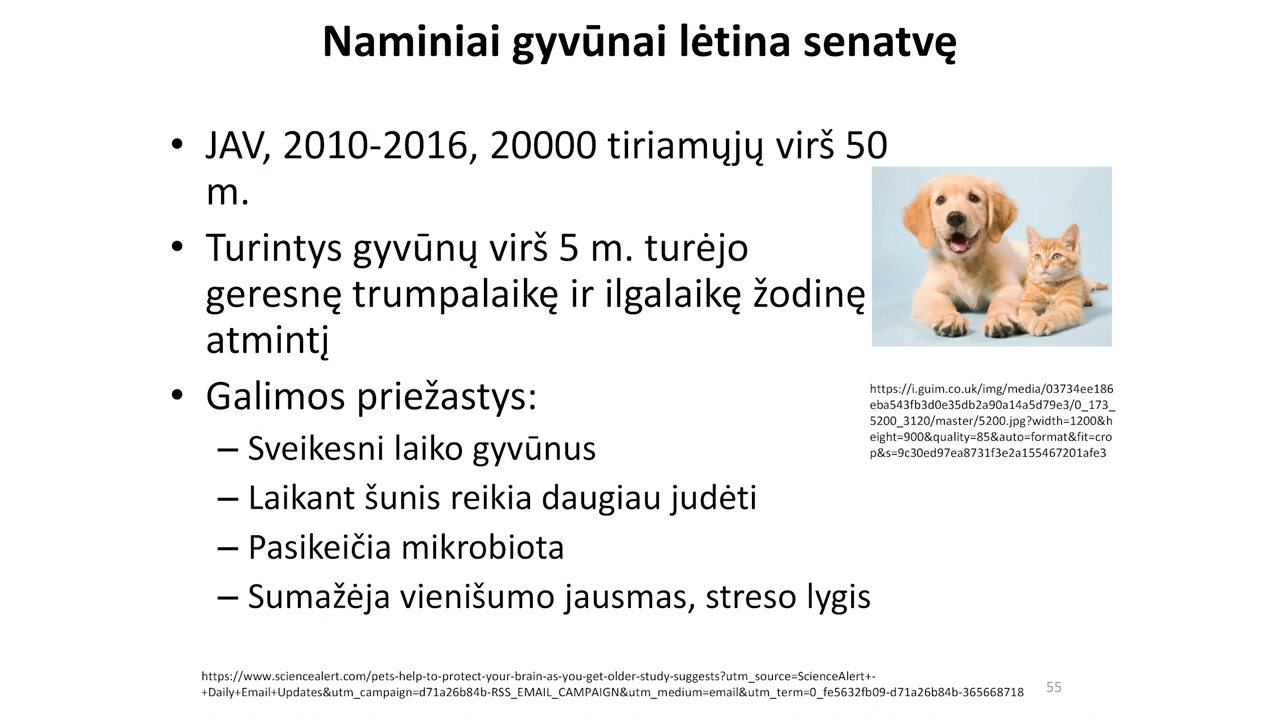 Naminiai gyvūnai lėtina senatvę
• JAV, 2010-2016, 20000 tiriamųjų virš 50
m.
• Turintys gyvūnų virš 5 m. turėjo
geresnę trumpalaikę ir ilgalaikę žodinę
atmintį
• Galimos priežastys:
– Sveikesni laiko gyvūnus
– Laikant šunis reikia daugiau judėti
– Pasikeičia mikrobiota
– Sumažėja vienišumo jausmas, streso lygis
https://i.guim.co.uk/img/media/03734ee186
eba543fb3d0e35db2a90a14a5d79e3/0_173_
5200_3120/master/5200.jpg?width=1200&h
eight=900&quality=85&auto=format&fit=cro
p&s=9c30ed97ea8731f3e2a155467201afe3
https://www.sciencealert.com/pets-help-to-protect-your-brain-as-you-get-older-study-suggests?utm_source=ScienceAlert+-
+Daily+Email+Updates&utm_campaign=d71a26b84b-RSS_EMAIL_CAMPAIGN&utm_medium=email&utm_term=0_fe5632fb09-d71a26b84b-365668718
55